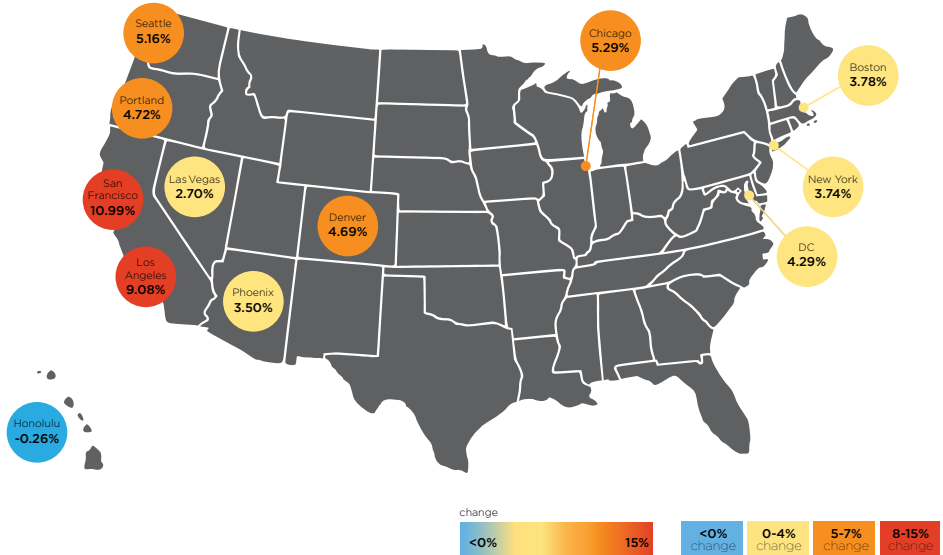 Seattle
5.16%
Chicago
5.29%
Boston
3.78%
Portland
4.72%
San
Francisco
10.99%
Las Vegas
2.70%
New York
3.74%
Denver
4.69%
DC
4.29%
Los
Angeles
9.08%
Phoenix
3.50%
Honolulu
-0.26%
change
<0%
15%
<0%
change
0-4%
change
5-7%
change
8-15%
change